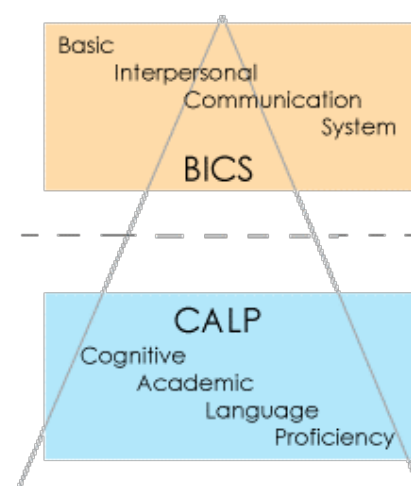 Basic
Interpersonal
Communication
System
BICS
CALP
Cognitive
Academic
Language
Proficiency